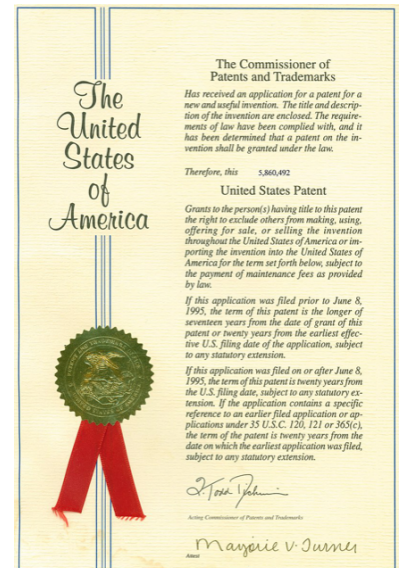 The
United
States
of
America
The Commissioner of
Patents and Trademarks
Has received an application for a patent for a
new and useful invention. The title and descrip-
tion of the invention are enclosed. The require-
ments of law have been complied with, and it
has been determined that a patent on the in-
vention shall be granted under the law.
Therefore, this 5,860,492
United States Patent
Grants to the person(s) having title to this patent
the right to exclude others from making, using,
offering for sale, or selling the invention
throughout the United States of America or im-
porting the invention into the United States of
America for the term set forth below, subject to
the payment of maintenance fees as provided
by law.
If this application was filed prior to June 8,
1995, the term of this patent is the longer of
seventeen years from the date of grant of this
patent or twenty years from the earliest effec-
tive U.S. filing date of the application, subject
to any statutory extension.
If this application was filed on or after June 8,
1995, the term of this patent is twenty years from
the U.S. filing date, subject to any statutory ex-
tension. If the application contains a specific
reference to an earlier filed application or ap-
plications under 35 U.S.C. 120, 121 or 365(c),
the term of the patent is twenty years from the
date on which the earliest application was filed,
subject to any statutory extension.
Acting Commissioner of Patents and Trademarks
Marjorie V. Turner
Attest